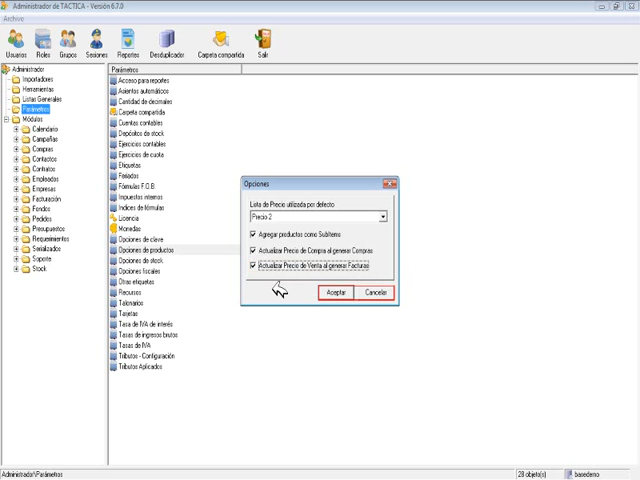 Administrador de TACTICA - Versión 6.7.0
Archivo
Usuarios Roles Grupos Sesiones Reportes Desduplicador Carpeta compartida Salir
Administrador
Importadores
Herramientas
Listas Generales
Parámetros
Módulos
Calendario
Campañas
Compras
Contactos
Contratos
Empleados
Empresas
Facturación
Fondos
Pedidos
Presupuestos
Requerimientos
Serializados
Soporte
Stock
Parámetros
Acceso para reportes
Asientos automáticos
Cantidad de decimales
Carpeta compartida
Cuentas contables
Depósitos de stock
Ejercicios contables
Ejercicios de cuota
Etiquetas
Feriados
Fórmulas F.O.B.
Impuestos internos
Indices de fórmulas
Licencia
Monedas
Opciones de clave
Opciones de productos
Opciones de stock
Opciones fiscales
Otras etiquetas
Recursos
Talonarios
Tarjetas
Tasa de IVA de interés
Tasas de ingresos brutos
Tasas de IVA
Tributos - Configuración
Tributos Aplicados
Opciones
Lista de Precio utilizada por defecto
Precio 2
Agregar productos como SubItems
Actualizar Precio de Compra al generar Compras
Actualizar Precio de Venta al generar Facturas
Aceptar Cancelar
Administrador\Parámetros 28 objeto(s) basedemo